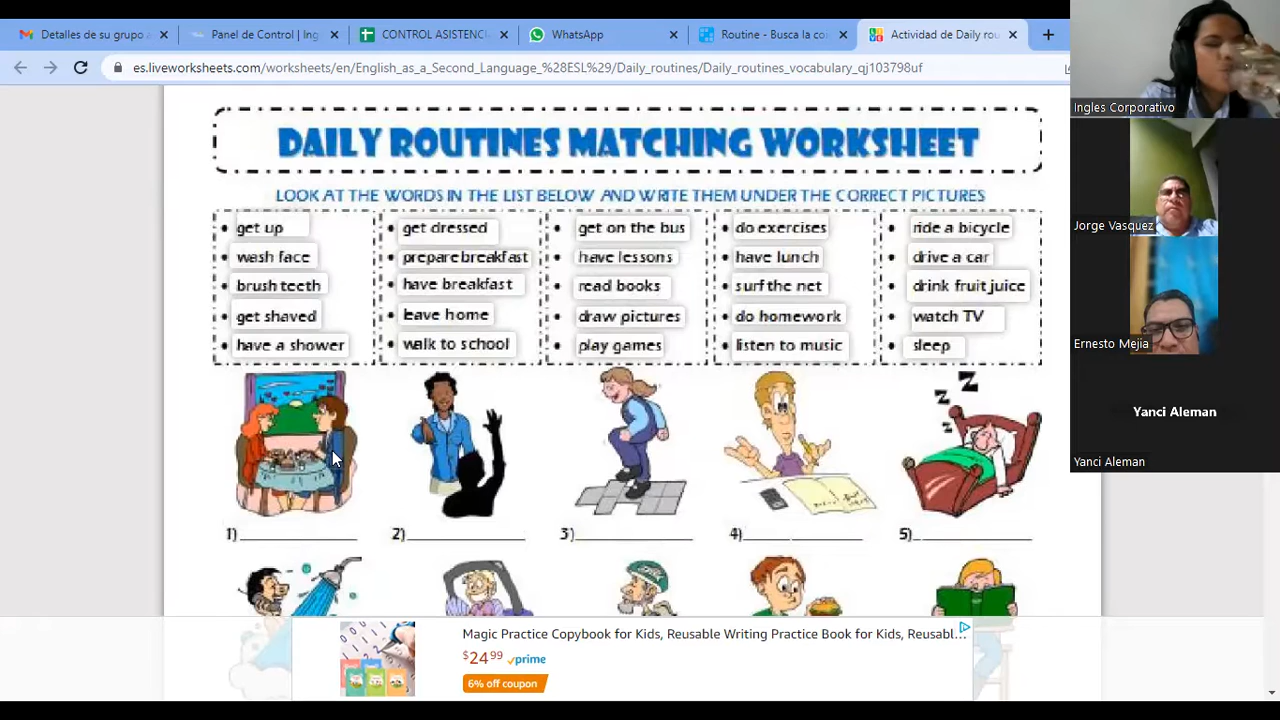 Detalles de su grupo a
Panel de Control | Ing
CONTROL ASISTENCI
WhatsApp
Routine - Busca la co
Actividad de Daily rou
es.liveworksheets.com/worksheets/en/English_as_a_Second_Language_%28ESL%29/Daily_routines/Daily_routines_vocabulary_qj103798uf
Ingles Corporativo
Jorge Vasquez
Ernesto Mejia
Yanci Aleman
Yanci Aleman
DAILY ROUTINES MATCHING WORKSHEET
LOOK AT THE WORDS IN THE LIST BELOW AND WRITE THEM UNDER THE CORRECT PICTURES
• get up
• wash face
• brush teeth
• get shaved
• have a shower
• get dressed
• prepare breakfast
• have breakfast
• leave home
• walk to school
• get on the bus
• have lessons
• read books
• draw pictures
• play games
• do exercises
• have lunch
• surf the net
• do homework
• listen to music
• ride a bicycle
• drive a car
• drink fruit juice
• watch TV
• sleep
z z Z Z
1)______________
2)______________
3)______________
4)______________
5)______________
Magic Practice Copybook for Kids, Reusable Writing Practice Book for Kids, Reusabl...
$24.99 prime
6% off coupon